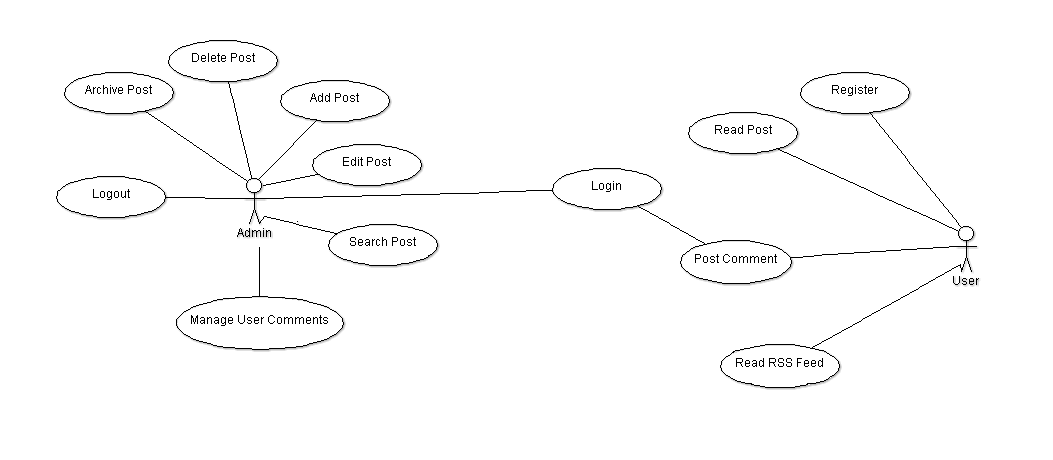 Delete Post
Archive Post
Add Post
Register
Read Post
Edit Post
Logout
Login
Admin
Search Post
Post Comment
User
Manage User Comments
Read RSS Feed